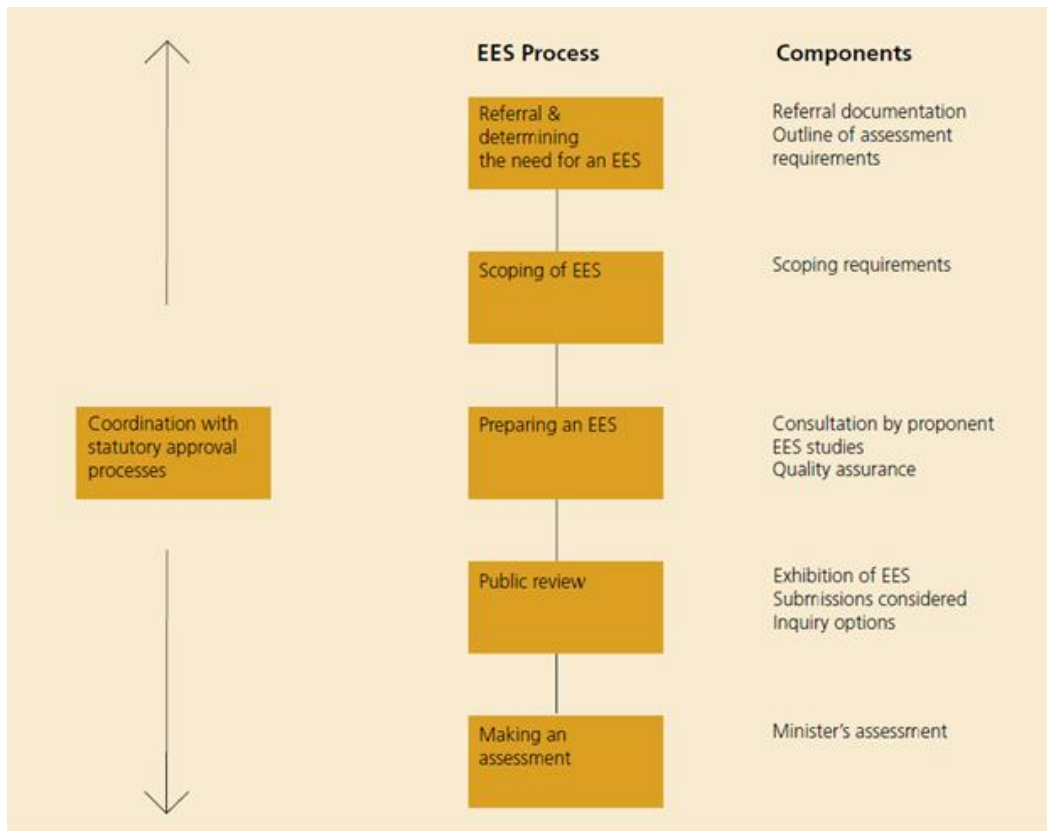 EES Process
Components
Referral &
determining
the need for an EES
Referral documentation
Outline of assessment
requirements
Scoping of EES
Scoping requirements
Coordination with
statutory approval
processes
Preparing an EES
Consultation by proponent
EES studies
Quality assurance
Public review
Exhibition of EES
Submissions considered
Inquiry options
Making an
assessment
Minister's assessment